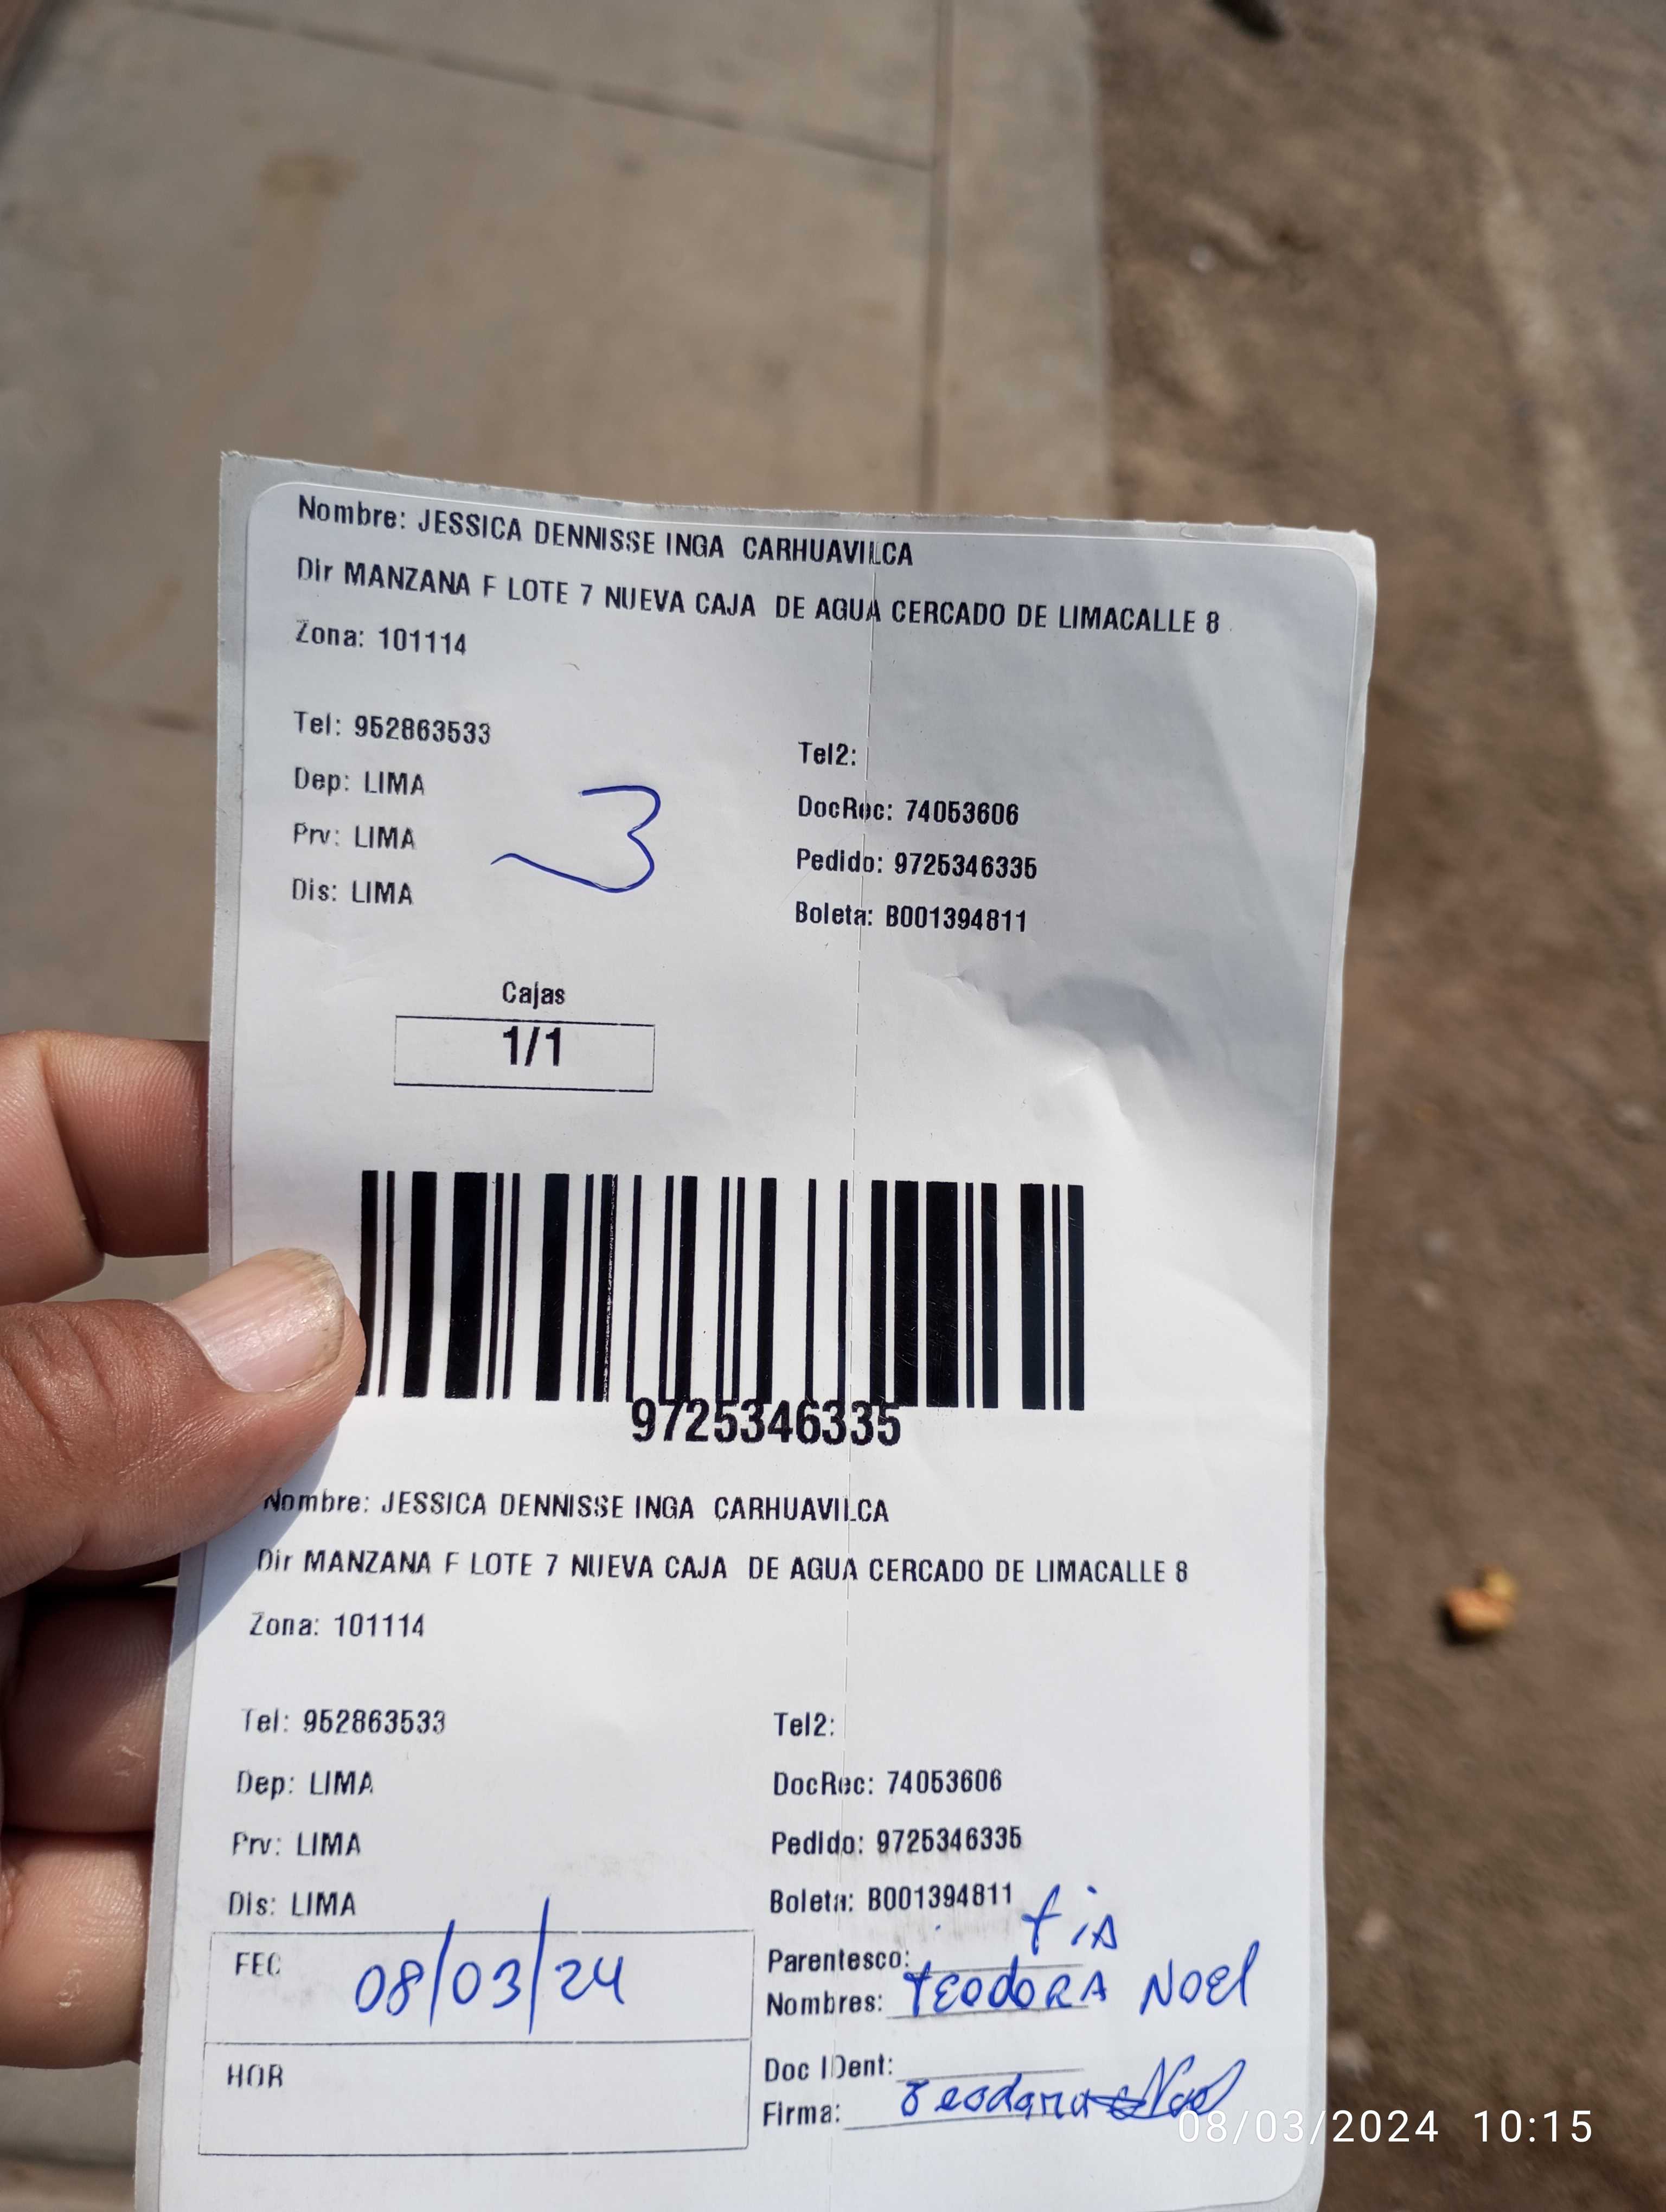 Nombre: JESSICA DENNISSE INGA CARHUAVILCA
Dir MANZANA F LOTE 7 NUEVA CAJA DE AGUA CERCADO DE LIMACALLE 8
Zona: 101114
Tel: 952863533
Tel2:
Dep: LIMA
DocRec: 74053606
Prv: LIMA
Pedido: 9725346335
Dis: LIMA
Boleta: B001394811
3
Cajas
1/1
9725346335
Nombre: JESSICA DENNISSE INGA CARHUAVILCA
Dir MANZANA F LOTE 7 NUEVA CAJA DE AGUA CERCADO DE LIMACALLE 8
Zona: 101114
Tel: 952863533
Tel2:
Dep: LIMA
DocRec: 74053606
Prv: LIMA
Pedido: 9725346335
Dis: LIMA
Boleta: B001394811
FEC 08/03/24
Parentesco: tiA
Nombres: TEODORA NOEl
HOR
Doc IDent:
Firma: Teodora Noel
08/03/2024 10:15